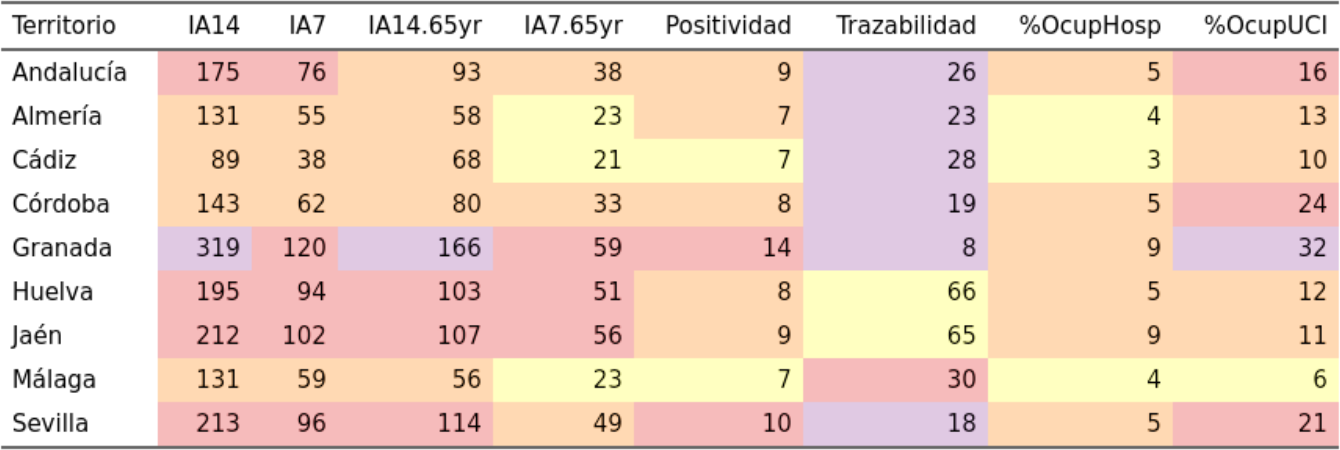 Territorio IA14 IA7 IA14.65yr IA7.65yr Positividad Trazabilidad %OcupHosp %OcupUCI
Andalucía 175 76 93 38 9 26 5 16
Almería 131 55 58 23 7 23 4 13
Cádiz 89 38 68 21 7 28 3 10
Córdoba 143 62 80 33 8 19 5 24
Granada 319 120 166 59 14 8 9 32
Huelva 195 94 103 51 8 66 5 12
Jaén 212 102 107 56 9 65 9 11
Málaga 131 59 56 23 7 30 4 6
Sevilla 213 96 114 49 10 18 5 21